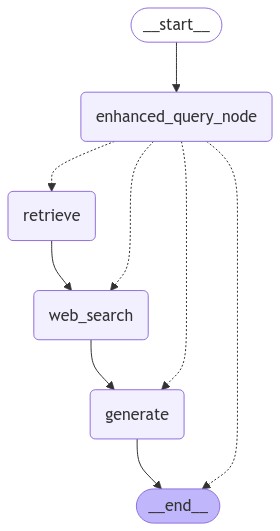 __start__
enhanced_query_node
retrieve
web_search
generate
__end__